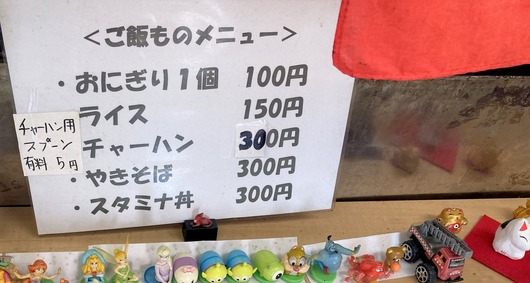 ＜ご飯ものメニュー＞
・おにぎり１個　100円
・ライス　150円
・チャーハン　300円
・やきそば　300円
・スタミナ丼　300円
チャーハン用
スプーン
有料5円